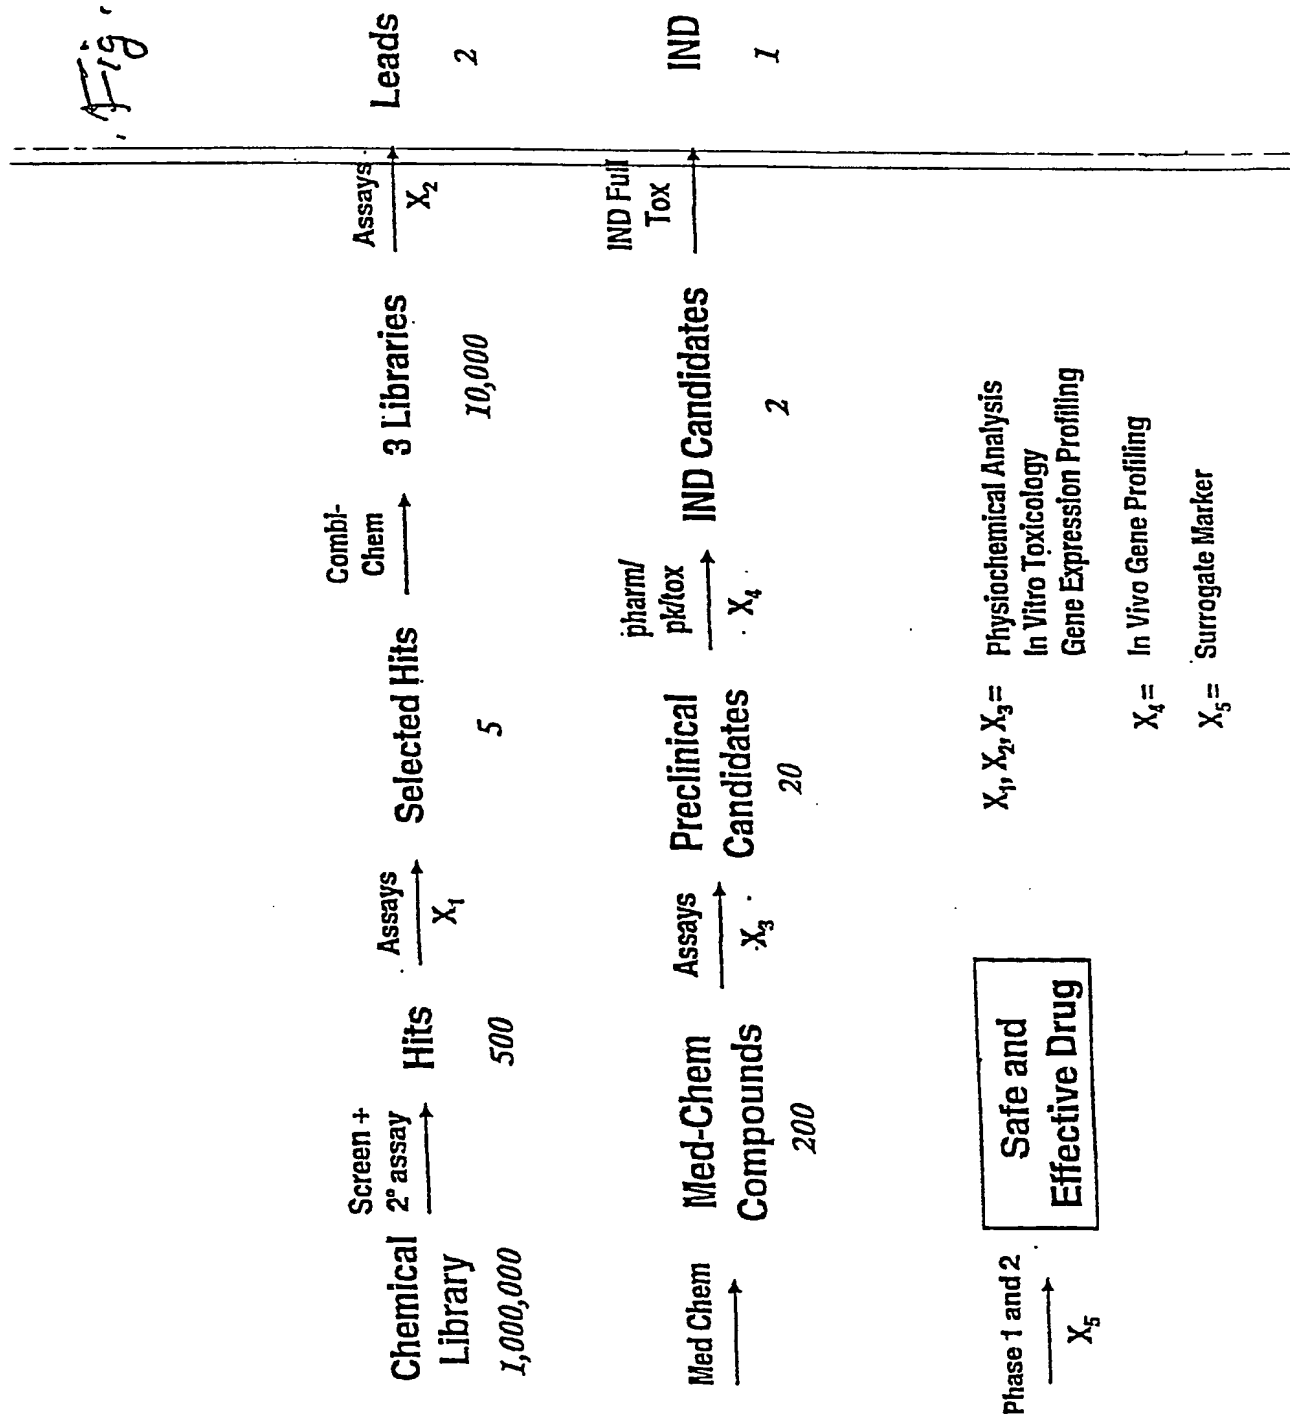 Fig.
Screen +
2° assay
Assays
Combi-
Chem
Assays
Chemical
Library
Hits
Selected Hits
3 Libraries
Leads
X1
X2
1,000,000
500
5
10,000
2
Med Chem
Assays
pharm/
pk/tox
IND Full
Tox
Med-Chem
Compounds
Preclinical
Candidates
IND Candidates
IND
X3
X4
200
20
2
1
Phase 1 and 2
X5
Safe and
Effective Drug
X1, X2, X3 = Physiochemical Analysis
In Vitro Toxicology
Gene Expression Profiling
X4 = In Vivo Gene Profiling
X5 = Surrogate Marker